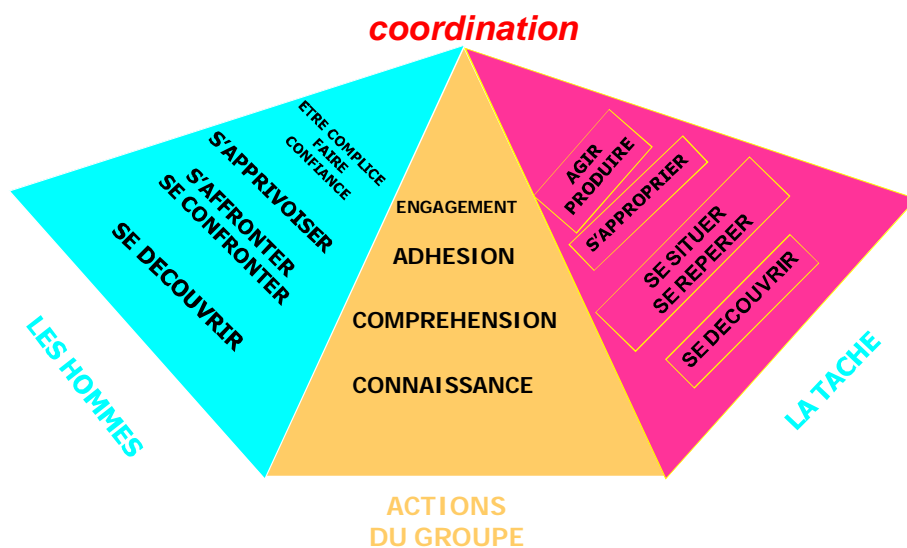 coordination
ETRE COMPLICE
FAIRE
CONFIANCE
S'APPRIVOISER
S'AFFRONTER
SE CONFRONTER
SE DECOUVRIR
LES HOMMES
ENGAGEMENT
ADHESION
COMPREHENSION
CONNAISSANCE
ACTIONS
DU GROUPE
AGIR
PRODUIRE
S'APPROPRIER
SE SITUER
SE REPERER
SE DECOUVRIR
LA TACHE